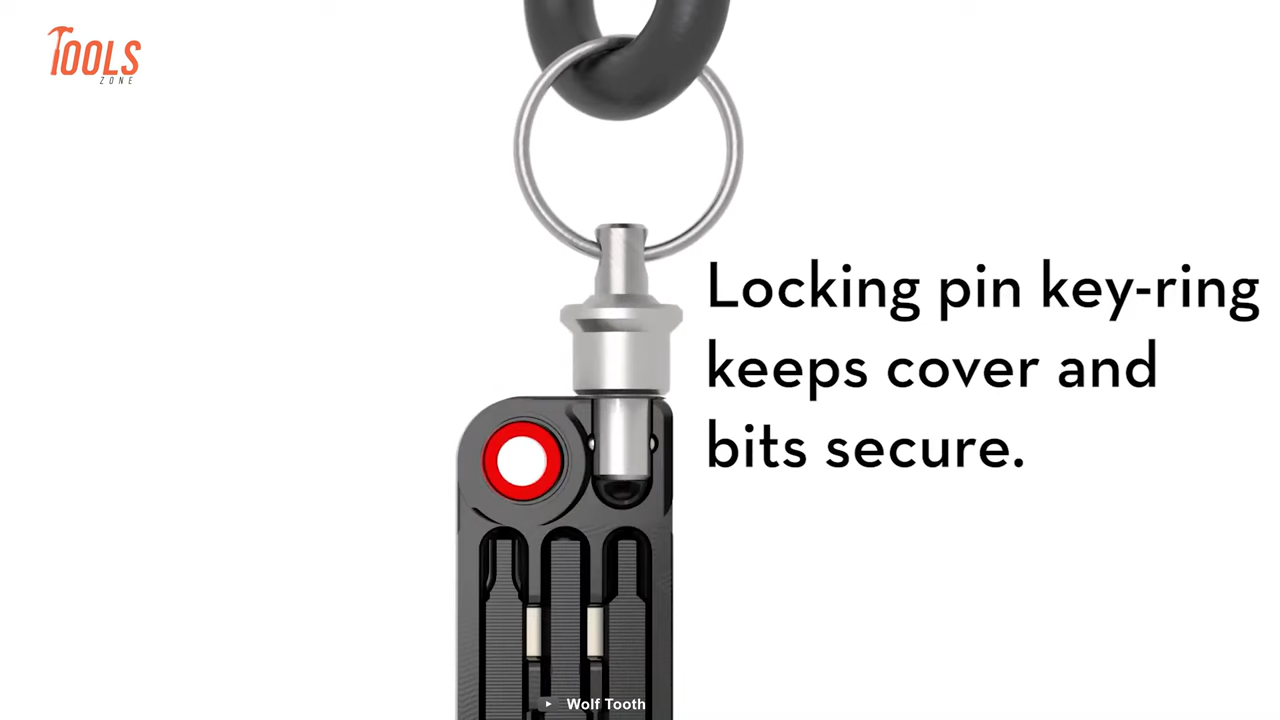 TOOLS
ZONE
Locking pin key-ring
keeps cover and
bits secure.
Wolf Tooth